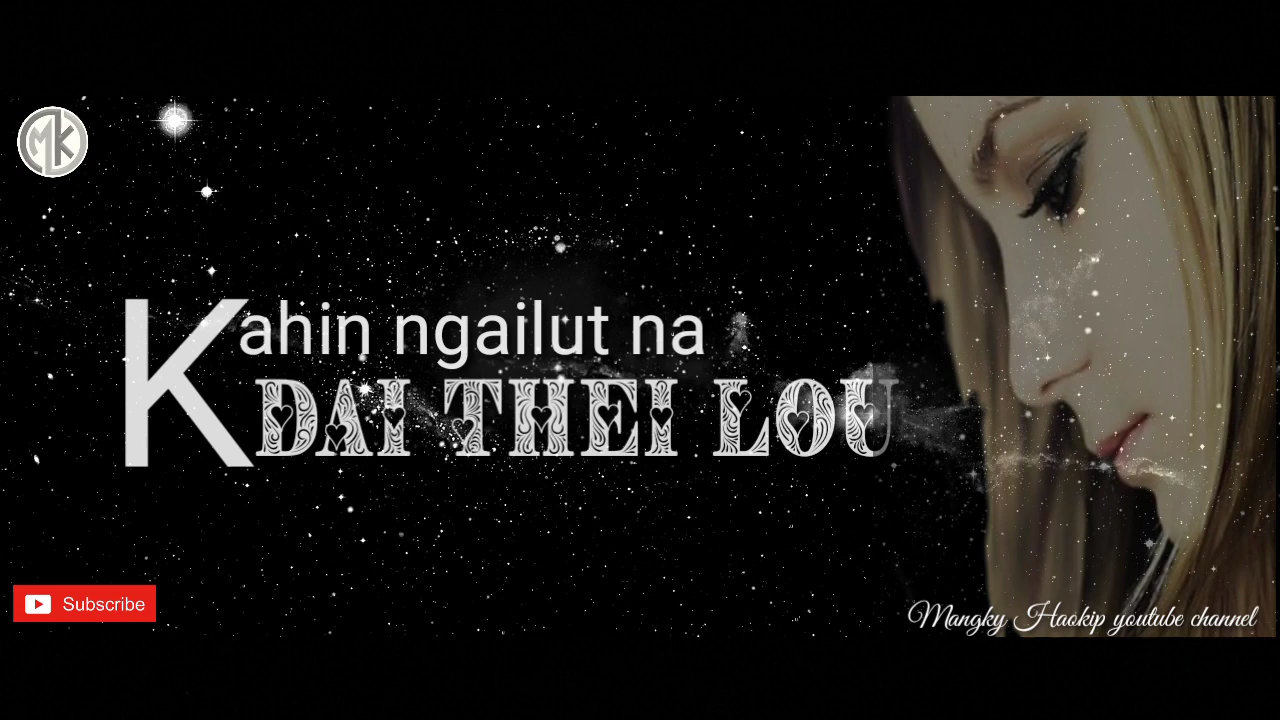 MK
Kahin ngailut na
DAI THEI LOU
Subscribe
Mangky Haokip youtube channel